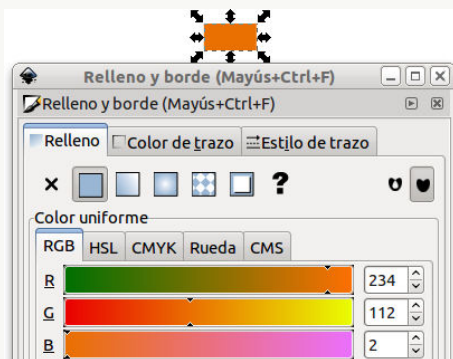 Relleno y borde (Mayús+Ctrl+F)
Relleno y borde (Mayús+Ctrl+F)
Relleno Color de trazo Estilo de trazo
?
Color uniforme
RGB HSL CMYK Rueda CMS
R 234
G 112
B 2